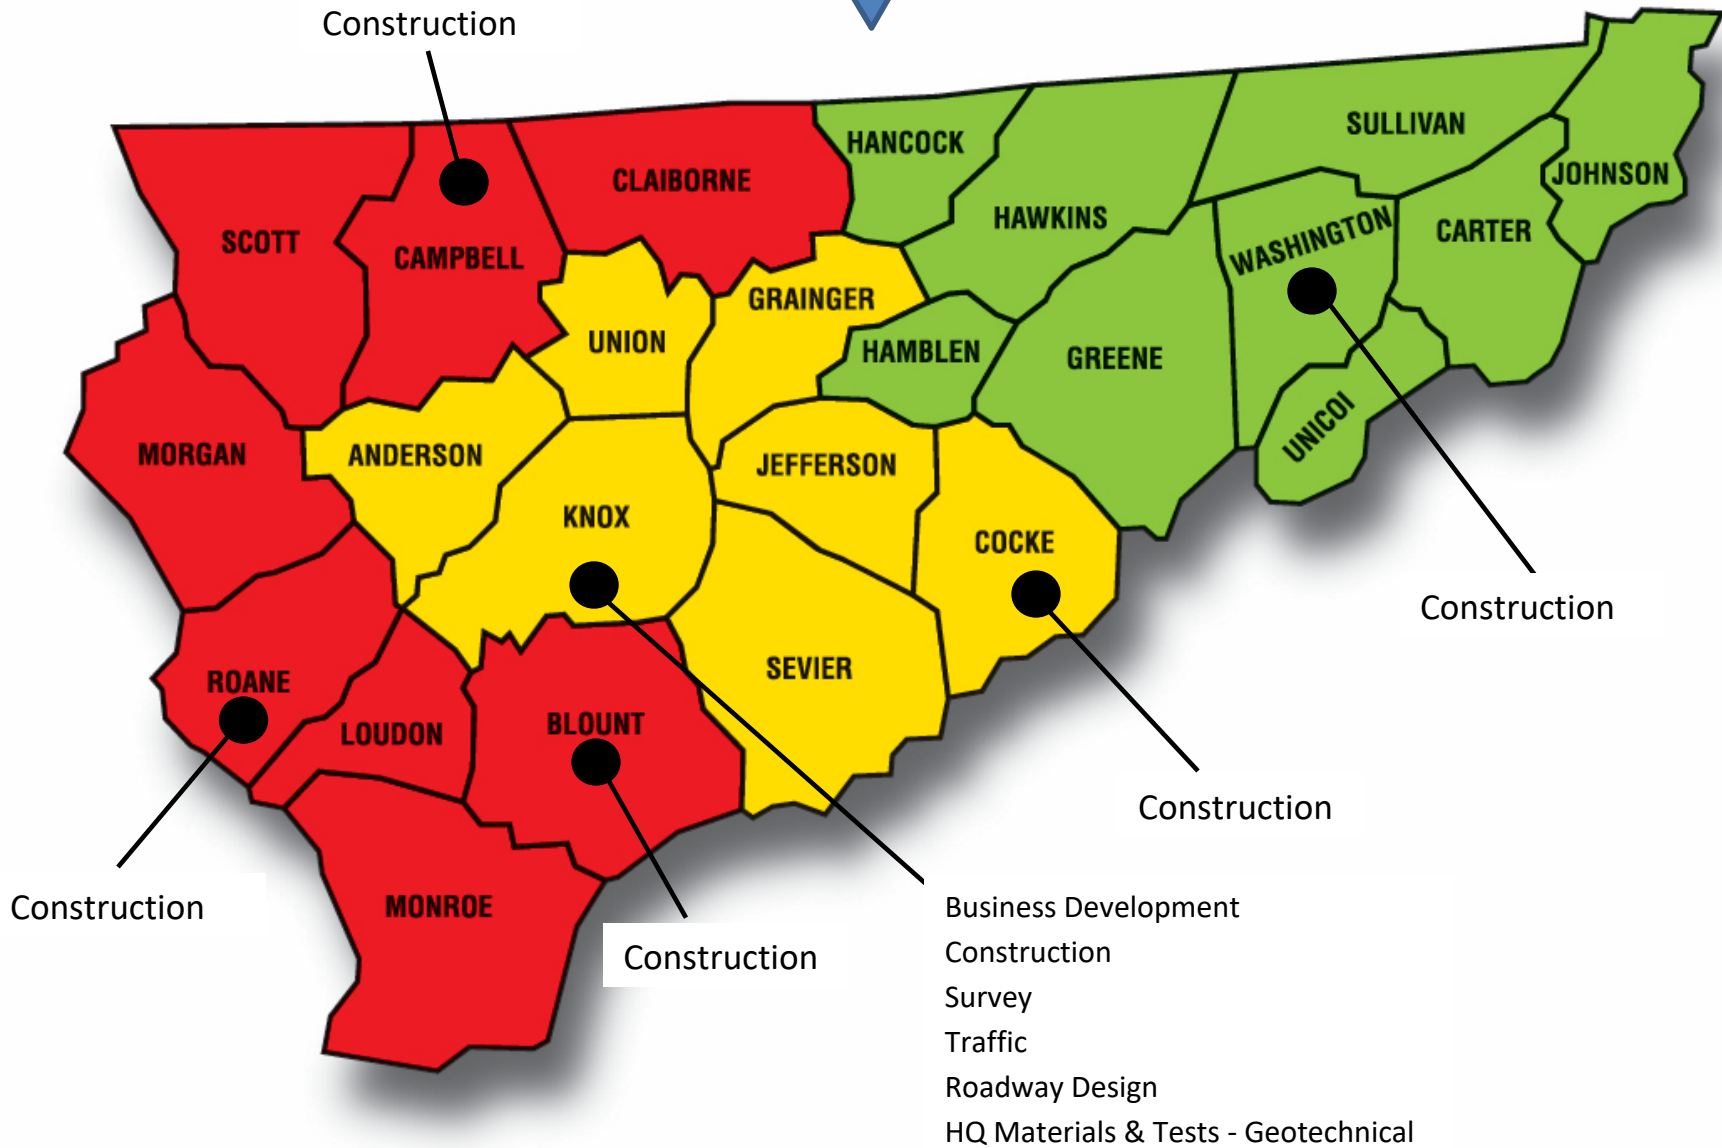 Construction
HANCOCK
SULLIVAN
CLAIBORNE
JOHNSON
HAWKINS
SCOTT
CAMPBELL
WASHINGTON
CARTER
GRAINGER
UNION
HAMBLEN
GREENE
UNICOI
MORGAN
ANDERSON
JEFFERSON
KNOX
COCKE
Construction
SEVIER
ROANE
LOUDON
BLOUNT
Construction
MONROE
Construction
Construction
Business Development
Construction
Survey
Traffic
Roadway Design
HQ Materials & Tests - Geotechnical